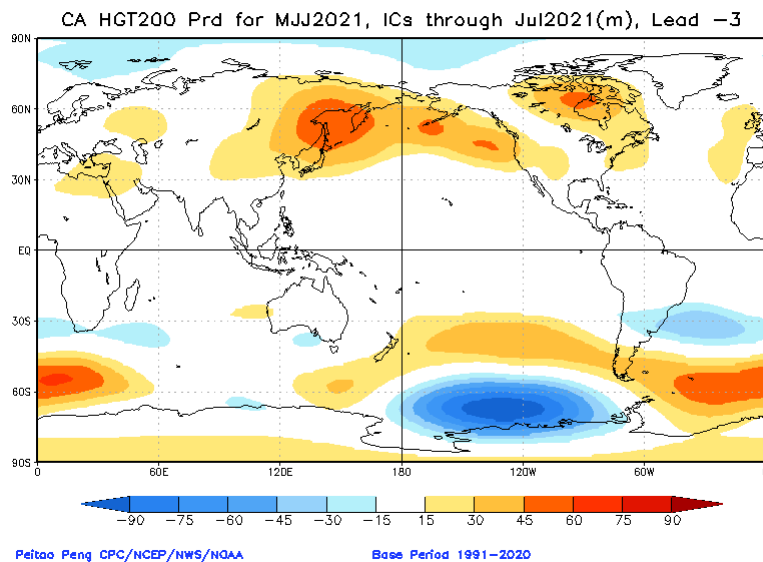 CA HGT200 Prd for MJJ2021, ICs through Jul2021(m), Lead -3
90N
60N
30N
EQ
30S
60S
90S
0 60E 120E 180 120W 60W
-90 -75 -60 -45 -30 -15 15 30 45 60 75 90
Peitao Peng CPC/NCEP/NWS/NOAA Base Period 1991-2020